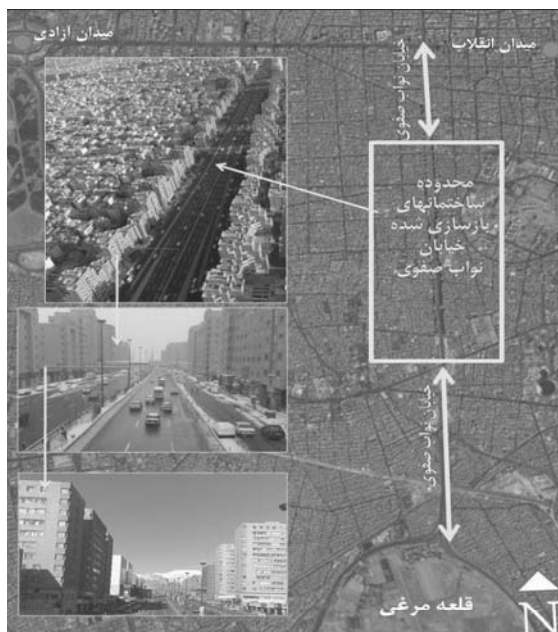 میدان انقلاب
میدان آزادی
خیابان نواب صفوی
محدوده
ساختمانهای
بازسازی شده
خیابان
نواب صفوی
خیابان نواب صفوی
قلعه مرغی
N